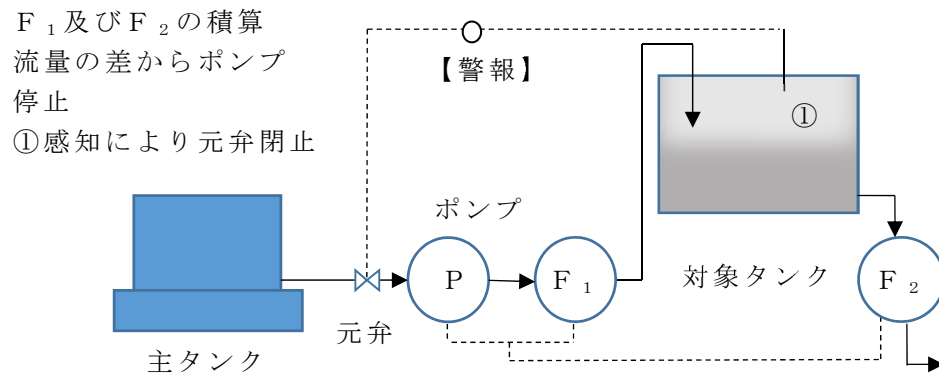 Ｆ₁及びＦ₂の積算
流量の差からポンプ
停止
①感知により元弁閉止
【警報】
①
ポンプ
Ｐ
Ｆ₁
対象タンク
Ｆ₂
元弁
主タンク